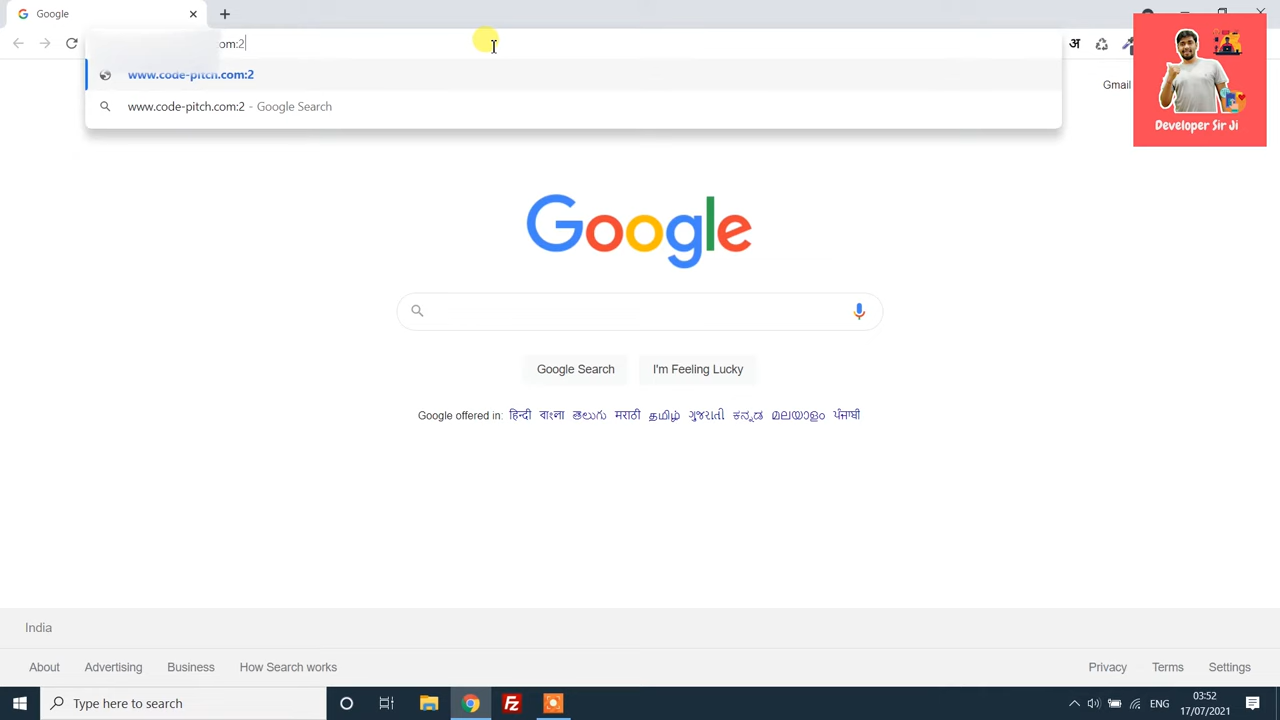 Google
om:2
www.code-pitch.com:2
www.code-pitch.com:2 - Google Search
अ
Gmail
Developer Sir Ji
Google
Google Search
I'm Feeling Lucky
Google offered in: हिन्दी বাংলা తెలుగు मराठी தமிழ் ગુજરાતી ಕನ್ನಡ മലയാളം ਪੰਜਾਬੀ
India
About
Advertising
Business
How Search works
Privacy
Terms
Settings
Type here to search
Fz
ENG
03:52
17/07/2021